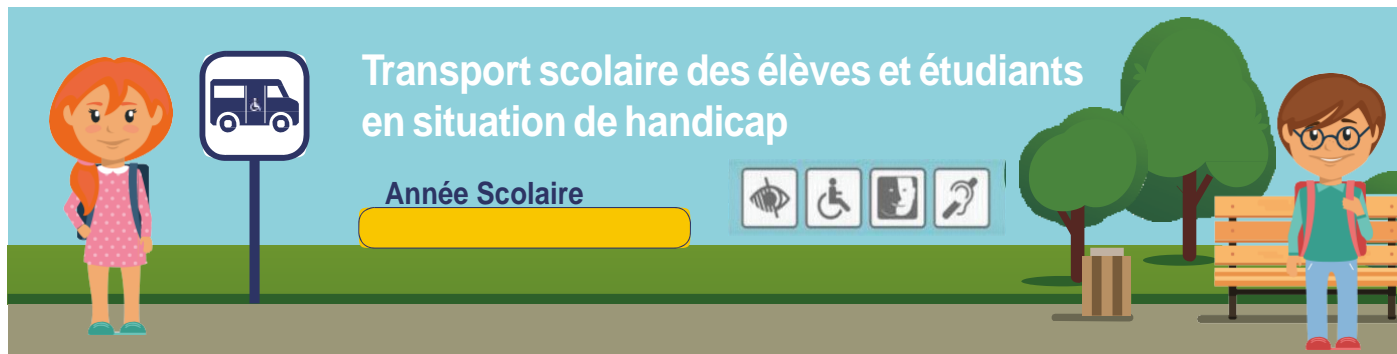 Transport scolaire des élèves et étudiants
en situation de handicap
Année Scolaire